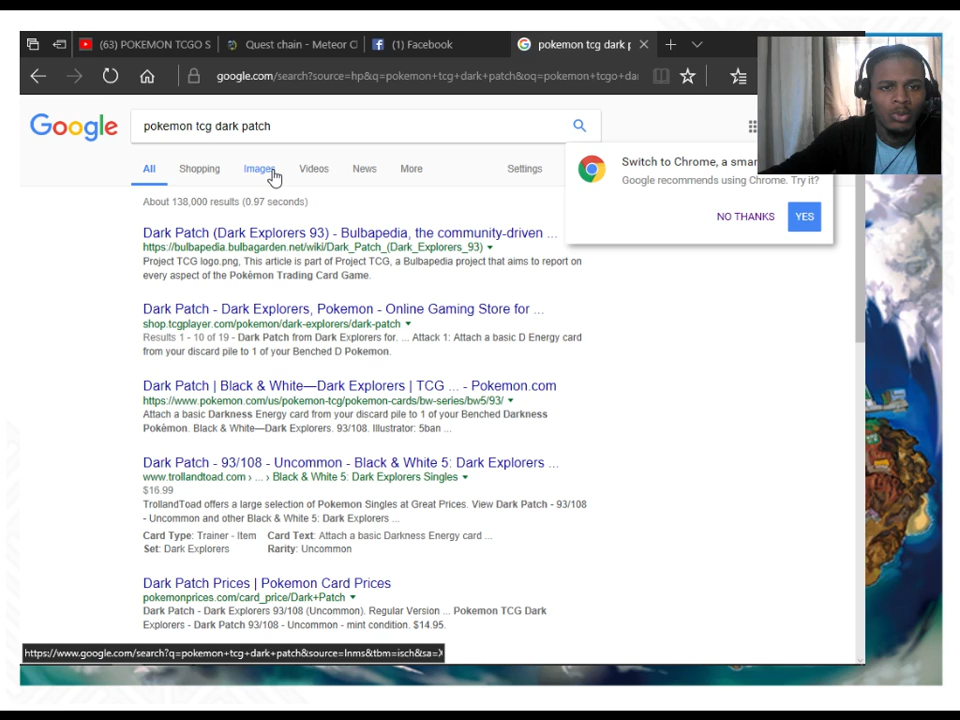 (63) POKEMON TCGO S
Quest chain - Meteor Cl
(1) Facebook
pokemon tcg dark p
google.com/search?source=hp&q=pokemon+tcg+dark+patch&oq=pokemon+tcgo+da
Google
pokemon tcg dark patch
All Shopping Images Videos News More Settings
Switch to Chrome, a smar
Google recommends using Chrome. Try it?
NO THANKS YES
About 138,000 results (0.97 seconds)
Dark Patch (Dark Explorers 93) - Bulbapedia, the community-driven ...
https://bulbapedia.bulbagarden.net/wiki/Dark_Patch_(Dark_Explorers_93)
Project TCG logo.png, This article is part of Project TCG, a Bulbapedia project that aims to report on
every aspect of the Pokémon Trading Card Game.
Dark Patch - Dark Explorers, Pokemon - Online Gaming Store for ...
shop.tcgplayer.com/pokemon/dark-explorers/dark-patch
Results 1 - 10 of 19 - Dark Patch from Dark Explorers for. ... Attack 1: Attach a basic D Energy card
from your discard pile to 1 of your Benched D Pokemon.
Dark Patch | Black & White—Dark Explorers | TCG ... - Pokemon.com
https://www.pokemon.com/us/pokemon-tcg/pokemon-cards/bw-series/bw5/93/
Attach a basic Darkness Energy card from your discard pile to 1 of your Benched Darkness
Pokémon. Black & White—Dark Explorers. 93/108. Illustrator: 5ban ...
Dark Patch - 93/108 - Uncommon - Black & White 5: Dark Explorers ...
www.trollandtoad.com › ... › Black & White 5: Dark Explorers Singles
$16.99
TrollandToad offers a large selection of Pokemon Singles at Great Prices. View Dark Patch - 93/108
- Uncommon and other Black & White 5: Dark Explorers ...
Card Type: Trainer - Item Card Text: Attach a basic Darkness Energy card ...
Set: Dark Explorers Rarity: Uncommon
Dark Patch Prices | Pokemon Card Prices
pokemonprices.com/card_price/Dark+Patch
Dark Patch - Dark Explorers 93/108 (Uncommon). Regular Version ... Pokemon TCG Dark
Explorers - Dark Patch 93/108 - Uncommon - mint condition. $14.95.
https://www.google.com/search?q=pokemon+tcg+dark+patch&source=lnms&tbm=isch&sa=X